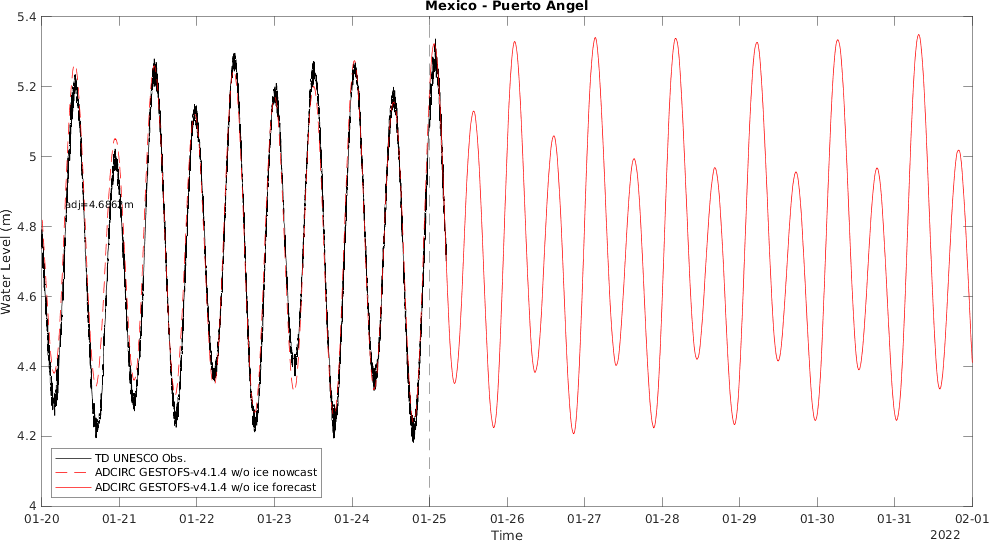 Mexico - Puerto Angel
5.4
5.2
5
4.8
4.6
4.4
4.2
4
Water Level (m)
adj=4.6862m
TD UNESCO Obs.
ADCIRC GESTOFS-v4.1.4 w/o ice nowcast
ADCIRC GESTOFS-v4.1.4 w/o ice forecast
01-20 01-21 01-22 01-23 01-24 01-25 01-26 01-27 01-28 01-29 01-30 01-31 02-01
Time
2022